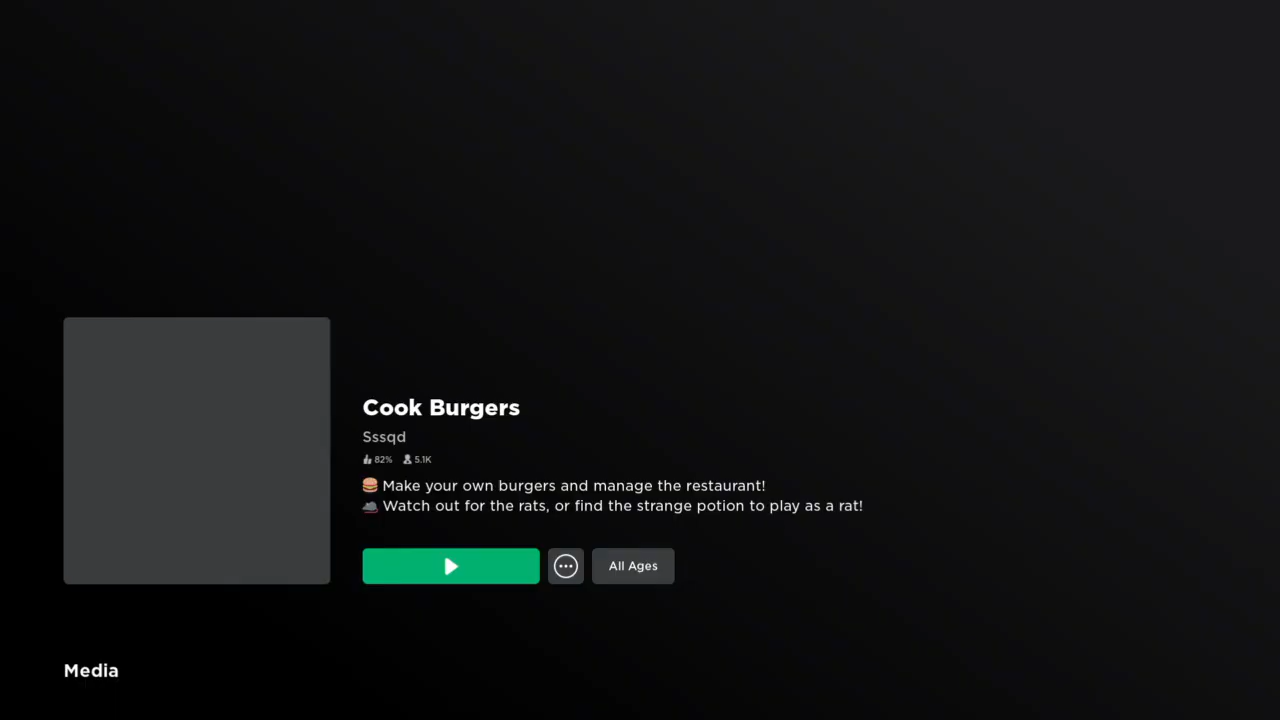 Cook Burgers
Sssqd
82% 5.1K
🍔 Make your own burgers and manage the restaurant!
🐀 Watch out for the rats, or find the strange potion to play as a rat!
All Ages
Media